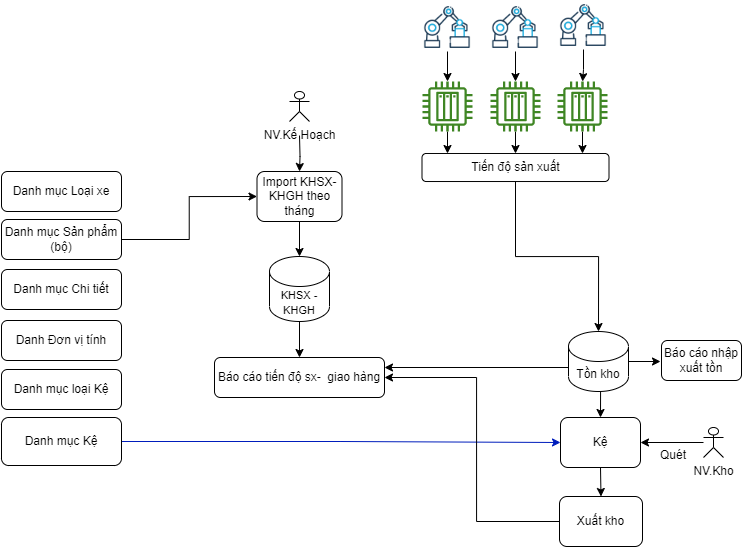 NV.Kế Hoạch
Tiến độ sản xuất
Import KHSX-
KHGH theo
tháng
Danh mục Loại xe
Danh mục Sản phẩm
(bộ)
Danh mục Chi tiết
KHSX -
KHGH
Danh Đơn vị tính
Báo cáo tiến độ sx- giao hàng
Tồn kho
Báo cáo nhập
xuất tồn
Danh mục loại Kệ
Danh mục Kệ
Kệ
Quét
NV.Kho
Xuất kho